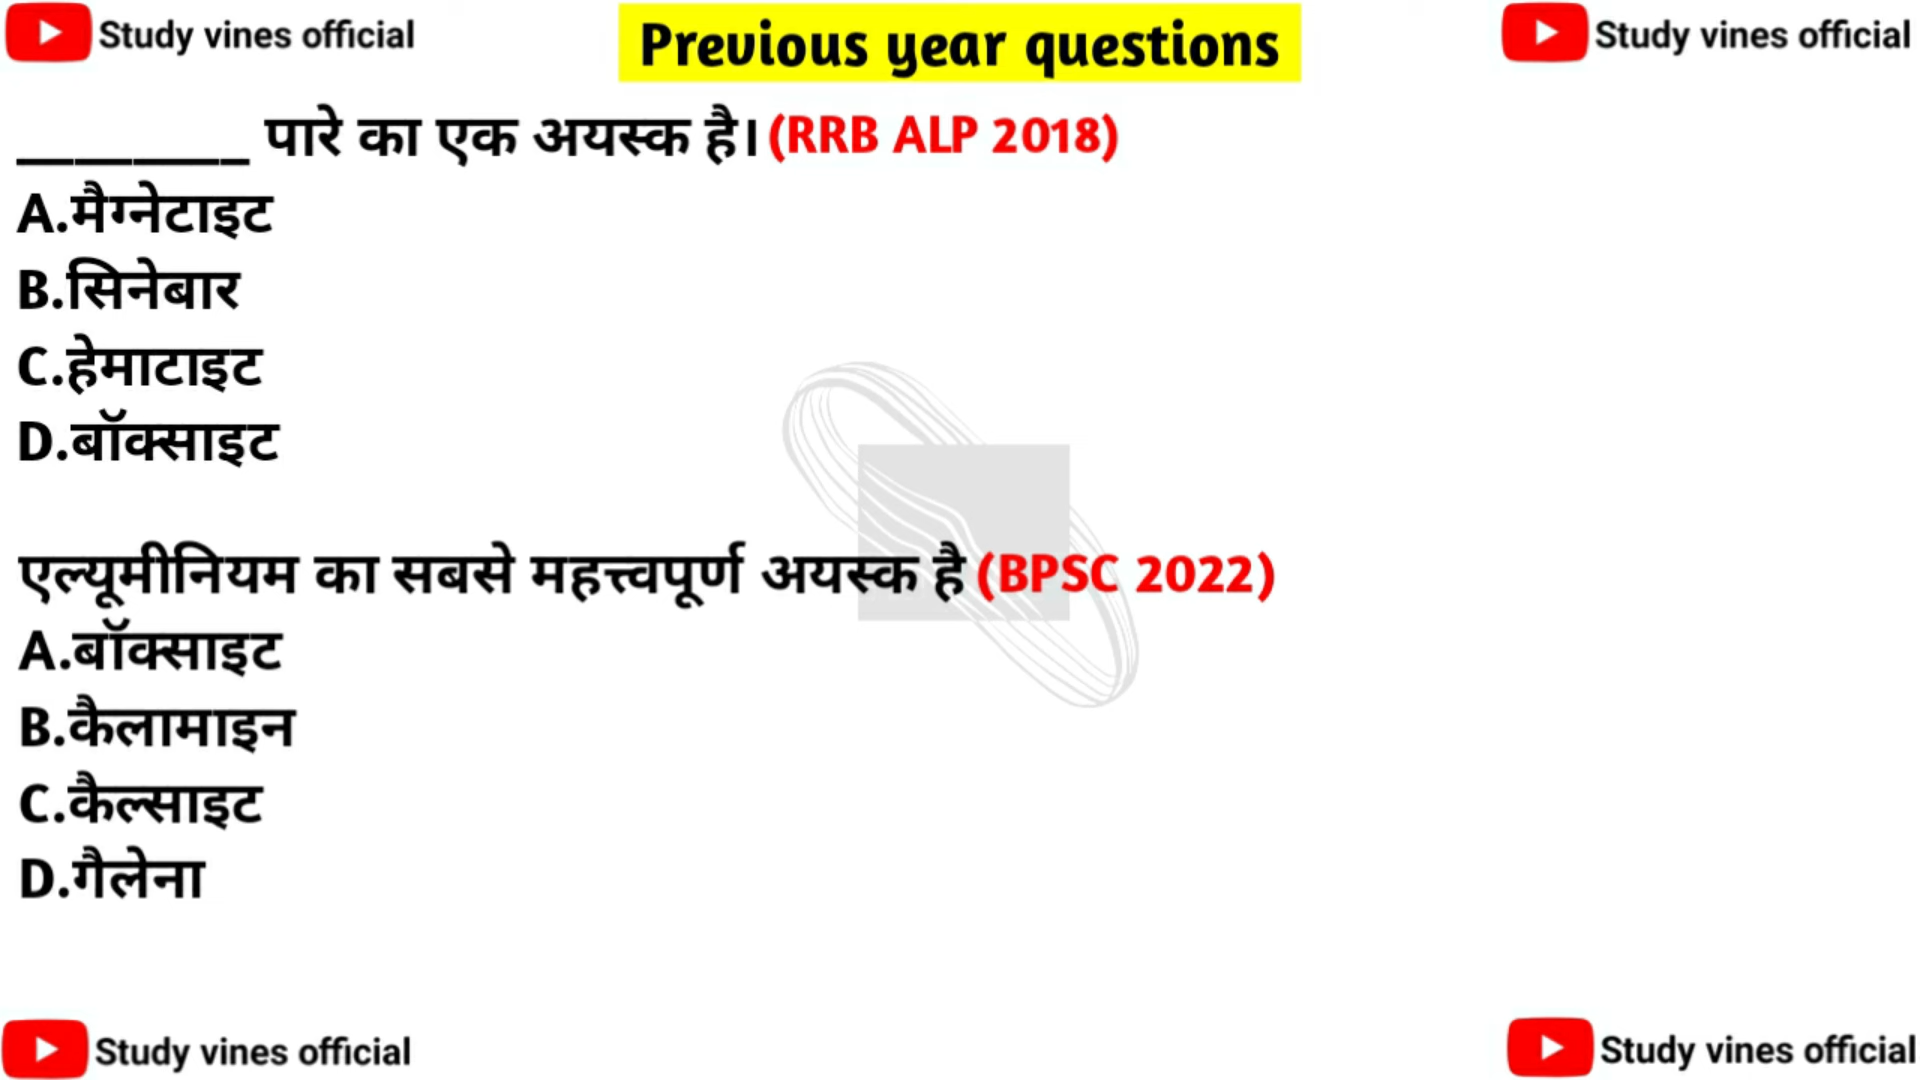 Study vines official
Previous year questions
Study vines official
________ पारे का एक अयस्क है। (RRB ALP 2018)
A.मैग्नेटाइट
B.सिनेबार
C.हेमाटाइट
D.बॉक्साइट
एल्यूमीनियम का सबसे महत्त्वपूर्ण अयस्क है (BPSC 2022)
A.बॉक्साइट
B.कैलामाइन
C.कैल्साइट
D.गैलेना
Study vines official
Study vines official